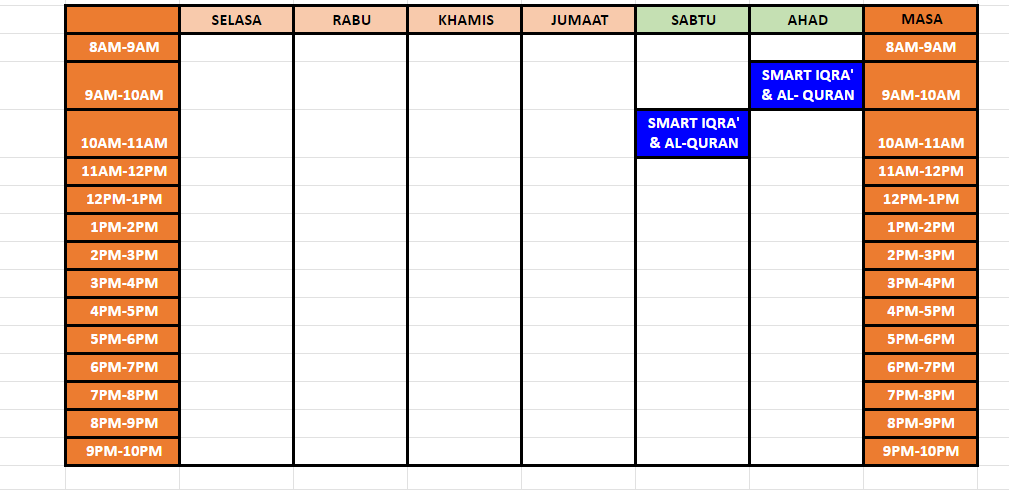 SELASA RABU KHAMIS JUMAAT SABTU AHAD MASA
8AM-9AM 8AM-9AM
SMART IQRA'
9AM-10AM & AL- QURAN 9AM-10AM
SMART IQRA'
10AM-11AM & AL-QURAN 10AM-11AM
11AM-12PM 11AM-12PM
12PM-1PM 12PM-1PM
1PM-2PM 1PM-2PM
2PM-3PM 2PM-3PM
3PM-4PM 3PM-4PM
4PM-5PM 4PM-5PM
5PM-6PM 5PM-6PM
6PM-7PM 6PM-7PM
7PM-8PM 7PM-8PM
8PM-9PM 8PM-9PM
9PM-10PM 9PM-10PM